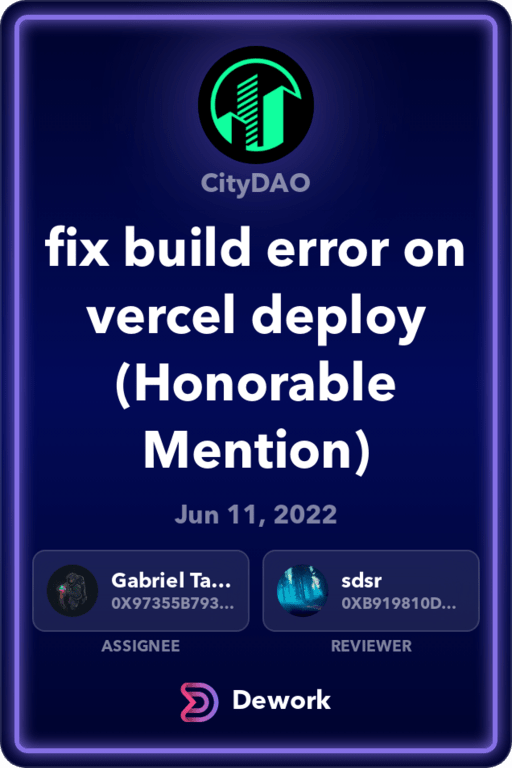 CityDAO
fix build error on
vercel deploy
(Honorable
Mention)
Jun 11, 2022
Gabriel Ta...
0X97355B793...
sdsr
0XB919810D...
ASSIGNEE
REVIEWER
Dework